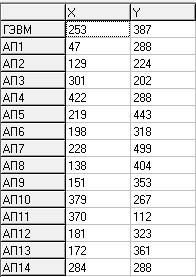 X Y
ГЭВМ 253 387
АП1 47 288
АП2 129 224
АП3 301 202
АП4 422 288
АП5 219 443
АП6 198 318
АП7 228 499
АП8 138 404
АП9 151 353
АП10 379 267
АП11 370 112
АП12 181 323
АП13 172 361
АП14 284 288